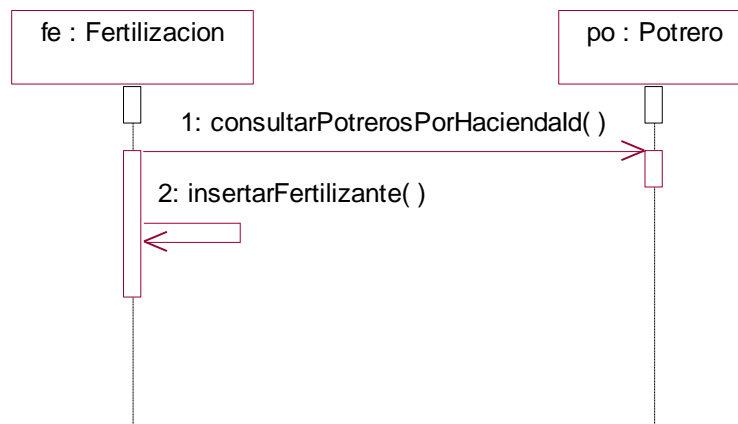 fe : Fertilizacion
po : Potrero
1: consultarPotrerosPorHaciendaId( )
2: insertarFertilizante( )